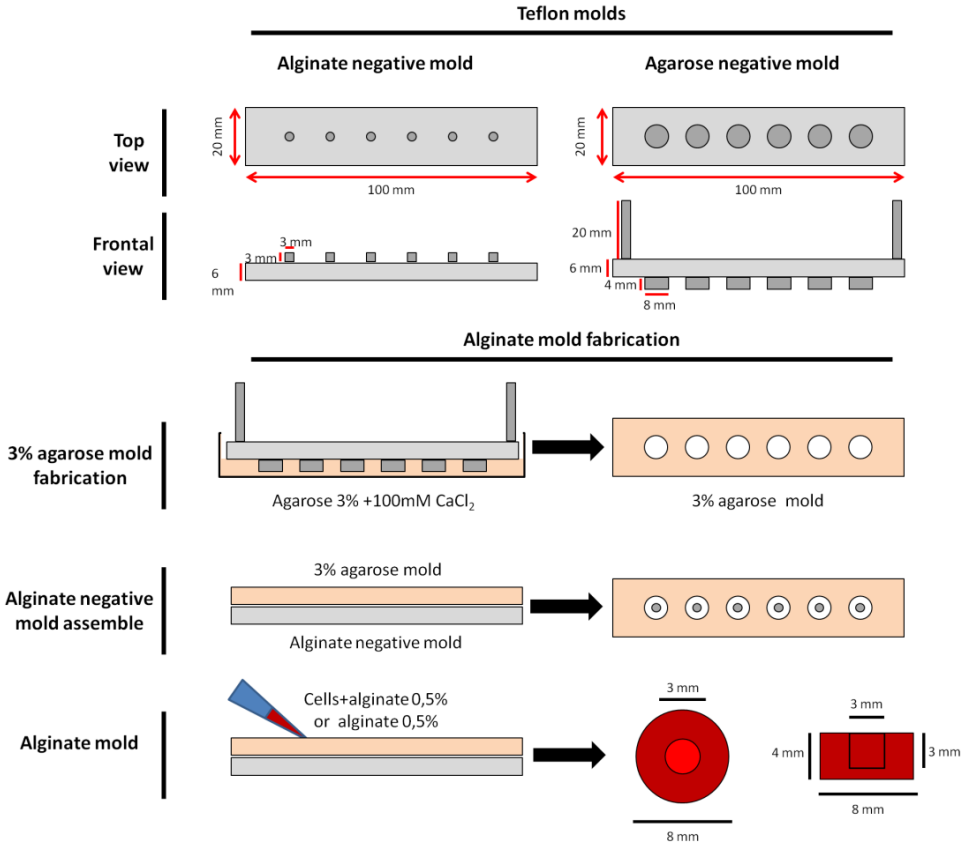 Teflon molds
Alginate negative mold
Agarose negative mold
Top
view
20 mm
100 mm
20 mm
100 mm
Frontal
view
3 mm
3 mm
6
mm
20 mm
6 mm
4 mm
8 mm
Alginate mold fabrication
3% agarose mold
fabrication
Agarose 3% +100mM CaCl₂
3% agarose mold
Alginate negative
mold assemble
3% agarose mold
Alginate negative mold
Alginate mold
Cells+alginate 0,5%
or alginate 0,5%
3 mm
8 mm
3 mm
4 mm
3 mm
8 mm